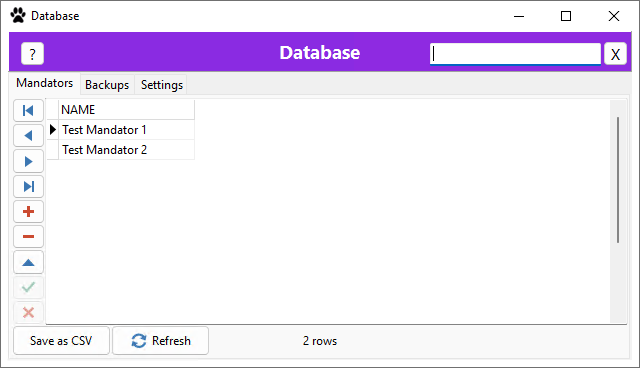 Database
? Database X
Mandators Backups Settings
NAME
Test Mandator 1
Test Mandator 2
Save as CSV Refresh 2 rows